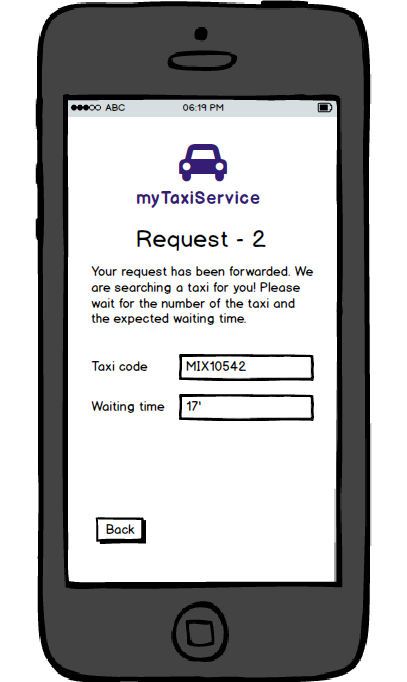 ABC 06:19 PM
myTaxiService
Request - 2
Your request has been forwarded. We
are searching a taxi for you! Please
wait for the number of the taxi and
the expected waiting time.
Taxi code MIX10542
Waiting time 17'
Back